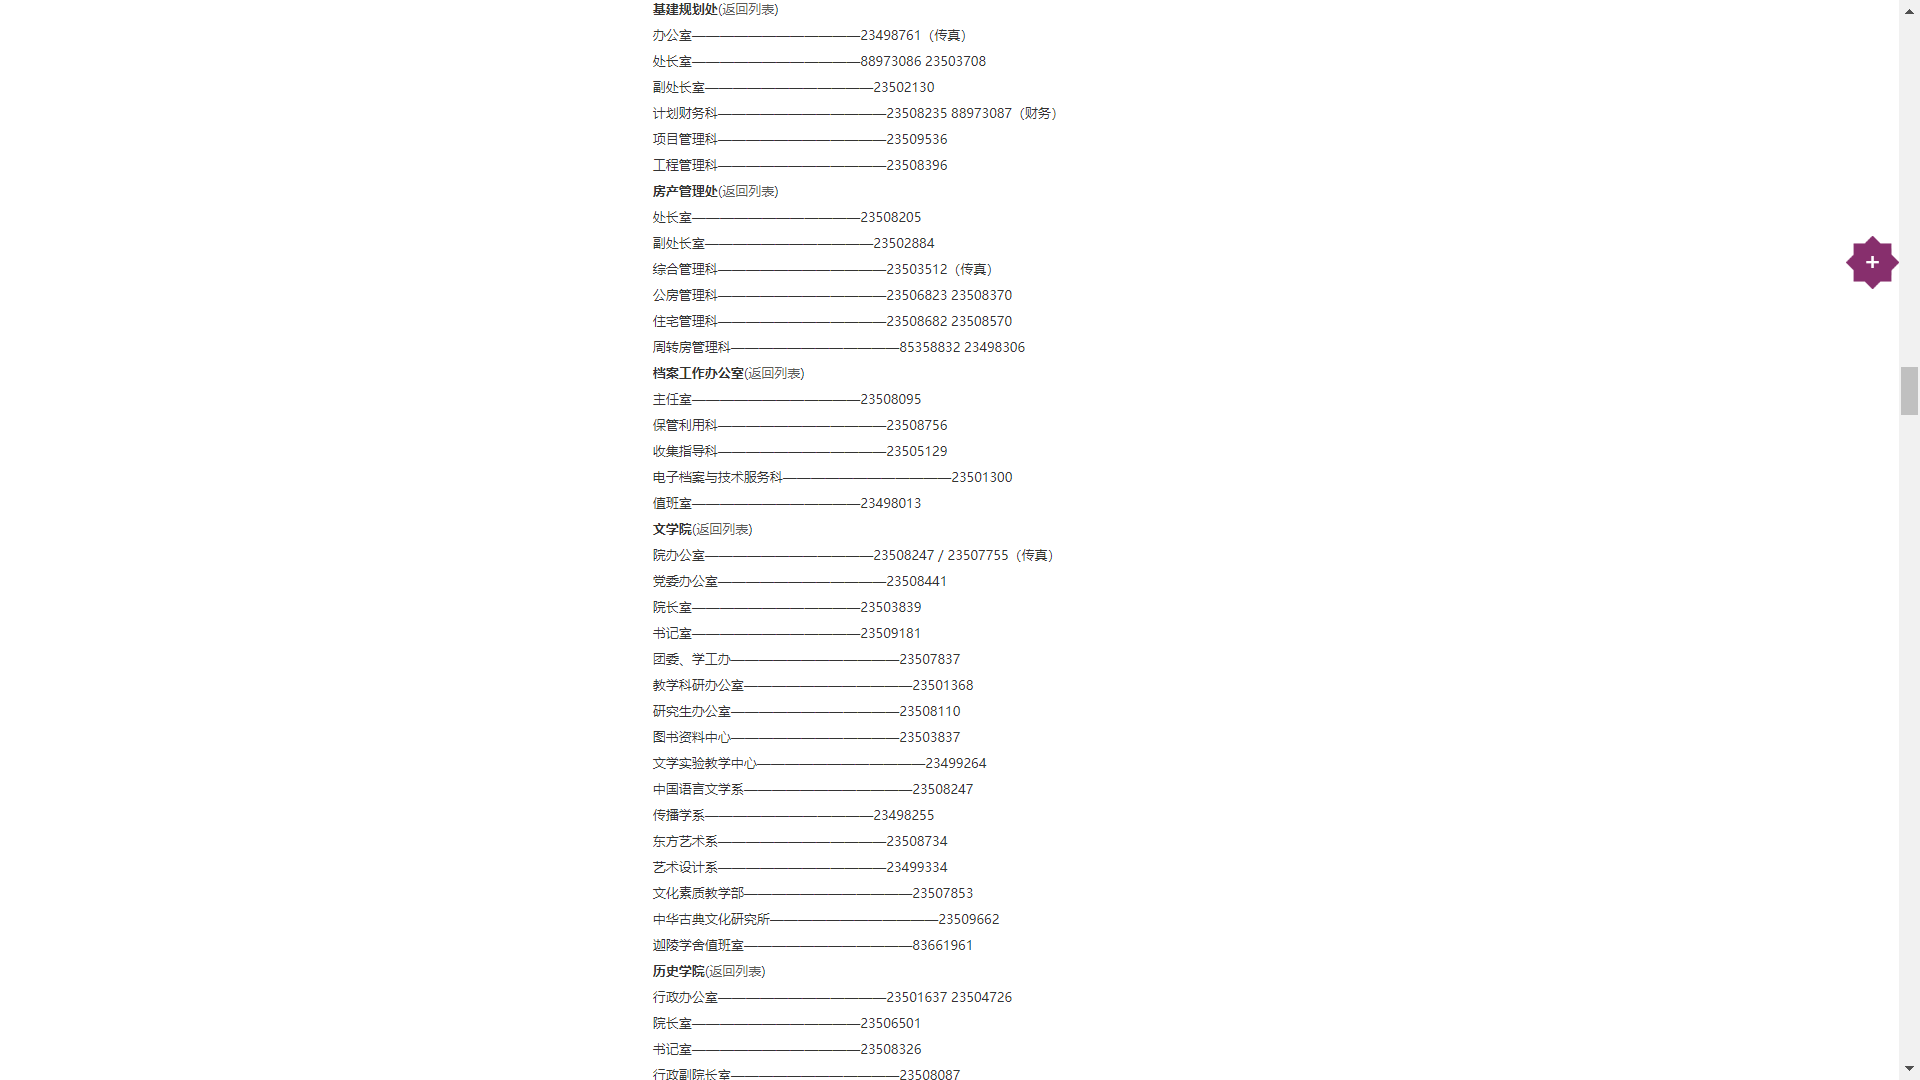 基建规划处(返回列表)
办公室—————————————23498761（传真）
处长室—————————————88973086 23503708
副处长室—————————————23502130
计划财务科—————————————23508235 88973087（财务）
项目管理科—————————————23509536
工程管理科—————————————23508396
房产管理处(返回列表)
处长室—————————————23508205
副处长室—————————————23502884
综合管理科—————————————23503512（传真）
公房管理科—————————————23506823 23508370
住宅管理科—————————————23508682 23508570
周转房管理科—————————————85358832 23498306
档案工作办公室(返回列表)
主任室—————————————23508095
保管利用科—————————————23508756
收集指导科—————————————23505129
电子档案与技术服务科—————————————23501300
值班室—————————————23498013
文学院(返回列表)
院办公室—————————————23508247 / 23507755（传真）
党委办公室—————————————23508441
院长室—————————————23503839
书记室—————————————23509181
团委、学工办—————————————23507837
教学科研办公室—————————————23501368
研究生办公室—————————————23508110
图书资料中心—————————————23503837
文学实验教学中心—————————————23499264
中国语言文学系—————————————23508247
传播学系—————————————23498255
东方艺术系—————————————23508734
艺术设计系—————————————23499334
文化素质教学部—————————————23507853
中华古典文化研究所—————————————23509662
迦陵学舍值班室—————————————83661961
历史学院(返回列表)
行政办公室—————————————23501637 23504726
院长室—————————————23506501
书记室—————————————23508326
行政副院长室—————————————23508087